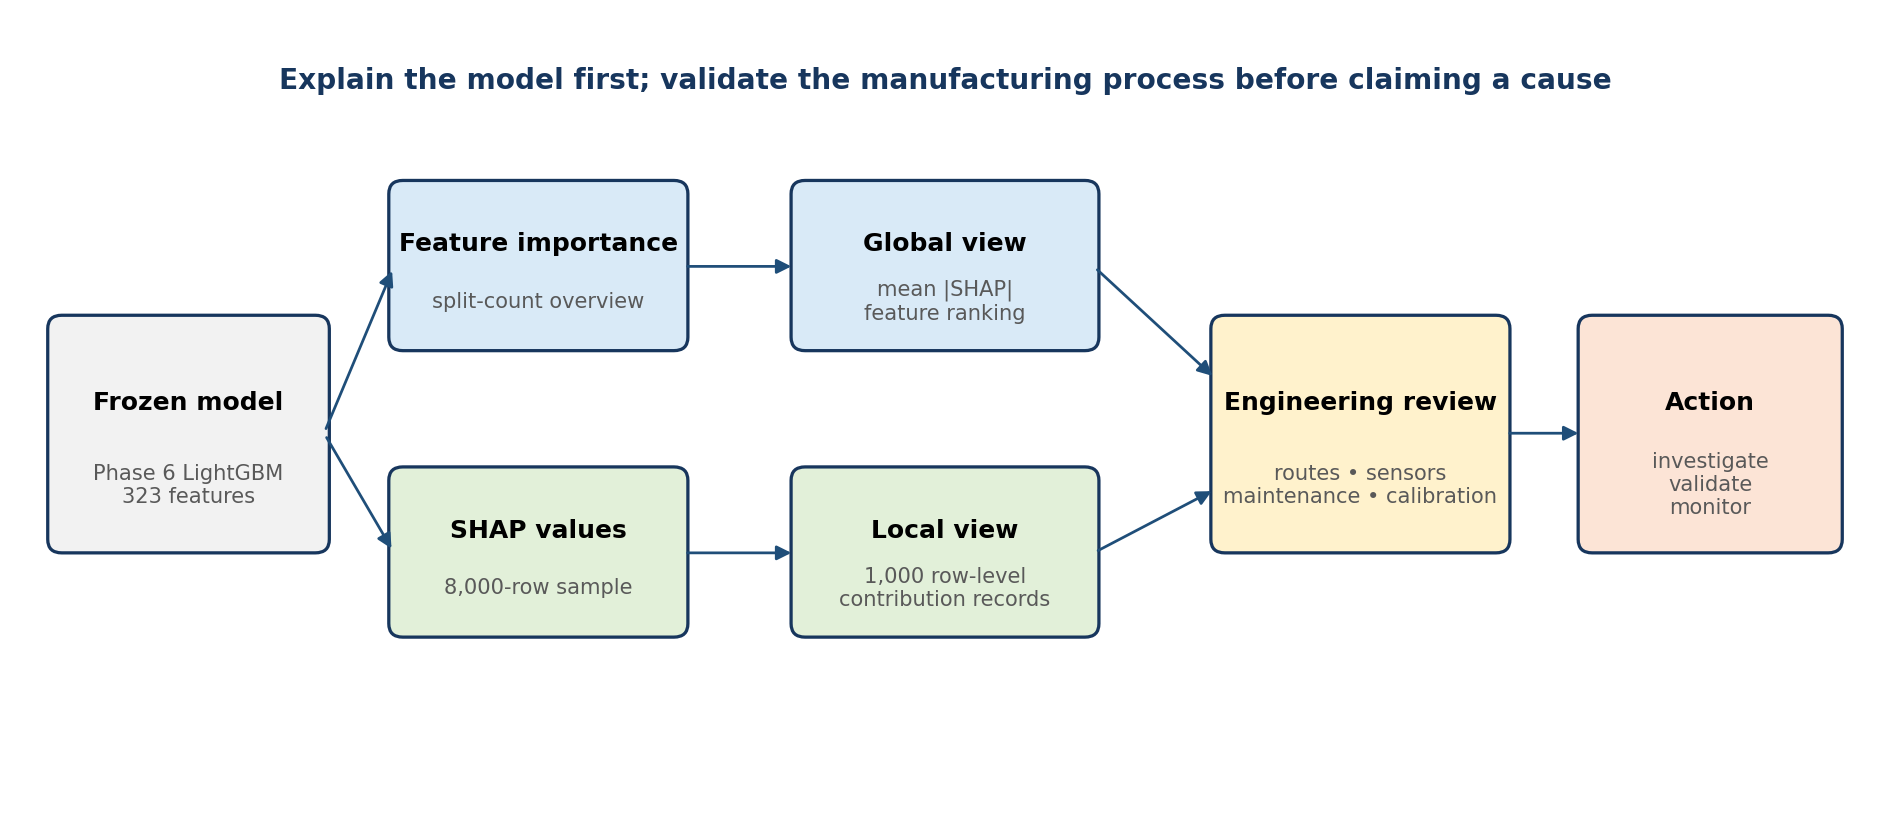 Explain the model first; validate the manufacturing process before claiming a cause
Frozen model
Phase 6 LightGBM
323 features
Feature importance
split-count overview
Global view
mean |SHAP|
feature ranking
SHAP values
8,000-row sample
Local view
1,000 row-level
contribution records
Engineering review
routes • sensors
maintenance • calibration
Action
investigate
validate
monitor